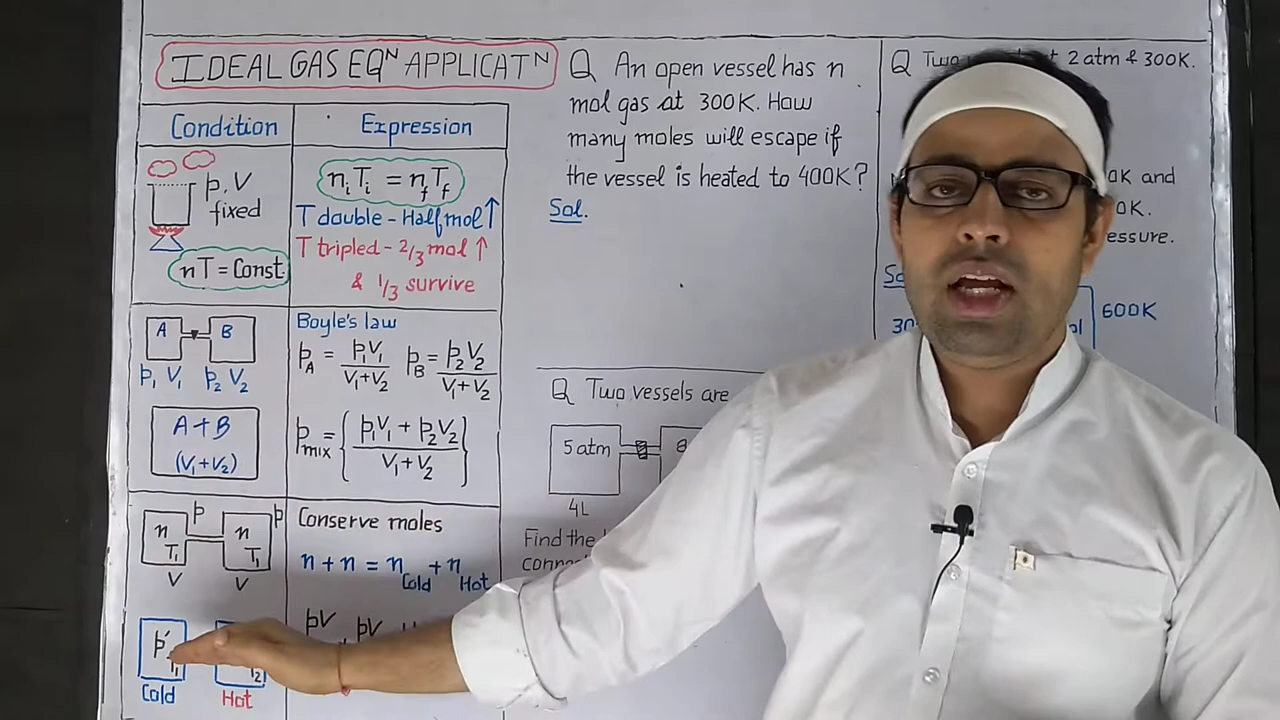 IDEAL GAS EQᴺ APPLICATᴺ
Condition
Expression
p, V
fixed
nT = Const.
nᵢTᵢ = n_fT_f
T double - Half mol ↑
T tripled - 2/3 mol ↑
& 1/3 survive
A B
p₁ V₁ p₂ V₂
A + B
(V₁+V₂)
Boyle's law
p_A = p₁V₁/(V₁+V₂) p_B = p₂V₂/(V₁+V₂)
p_mix = {(p₁V₁ + p₂V₂)/(V₁+V₂)}
p p
n n
T₁ T₁
V V
p′
T₁
Cold Hot
Conserve moles
n + n = n_Cold + n_Hot
pV pV
Q An open vessel has n
mol gas at 300K. How
many moles will escape if
the vessel is heated to 400K?
Sol.
Q Two vessels are
5 atm
4L
Find the
Q Two 2 atm & 300K.
0K and
0K.
essure.
600K